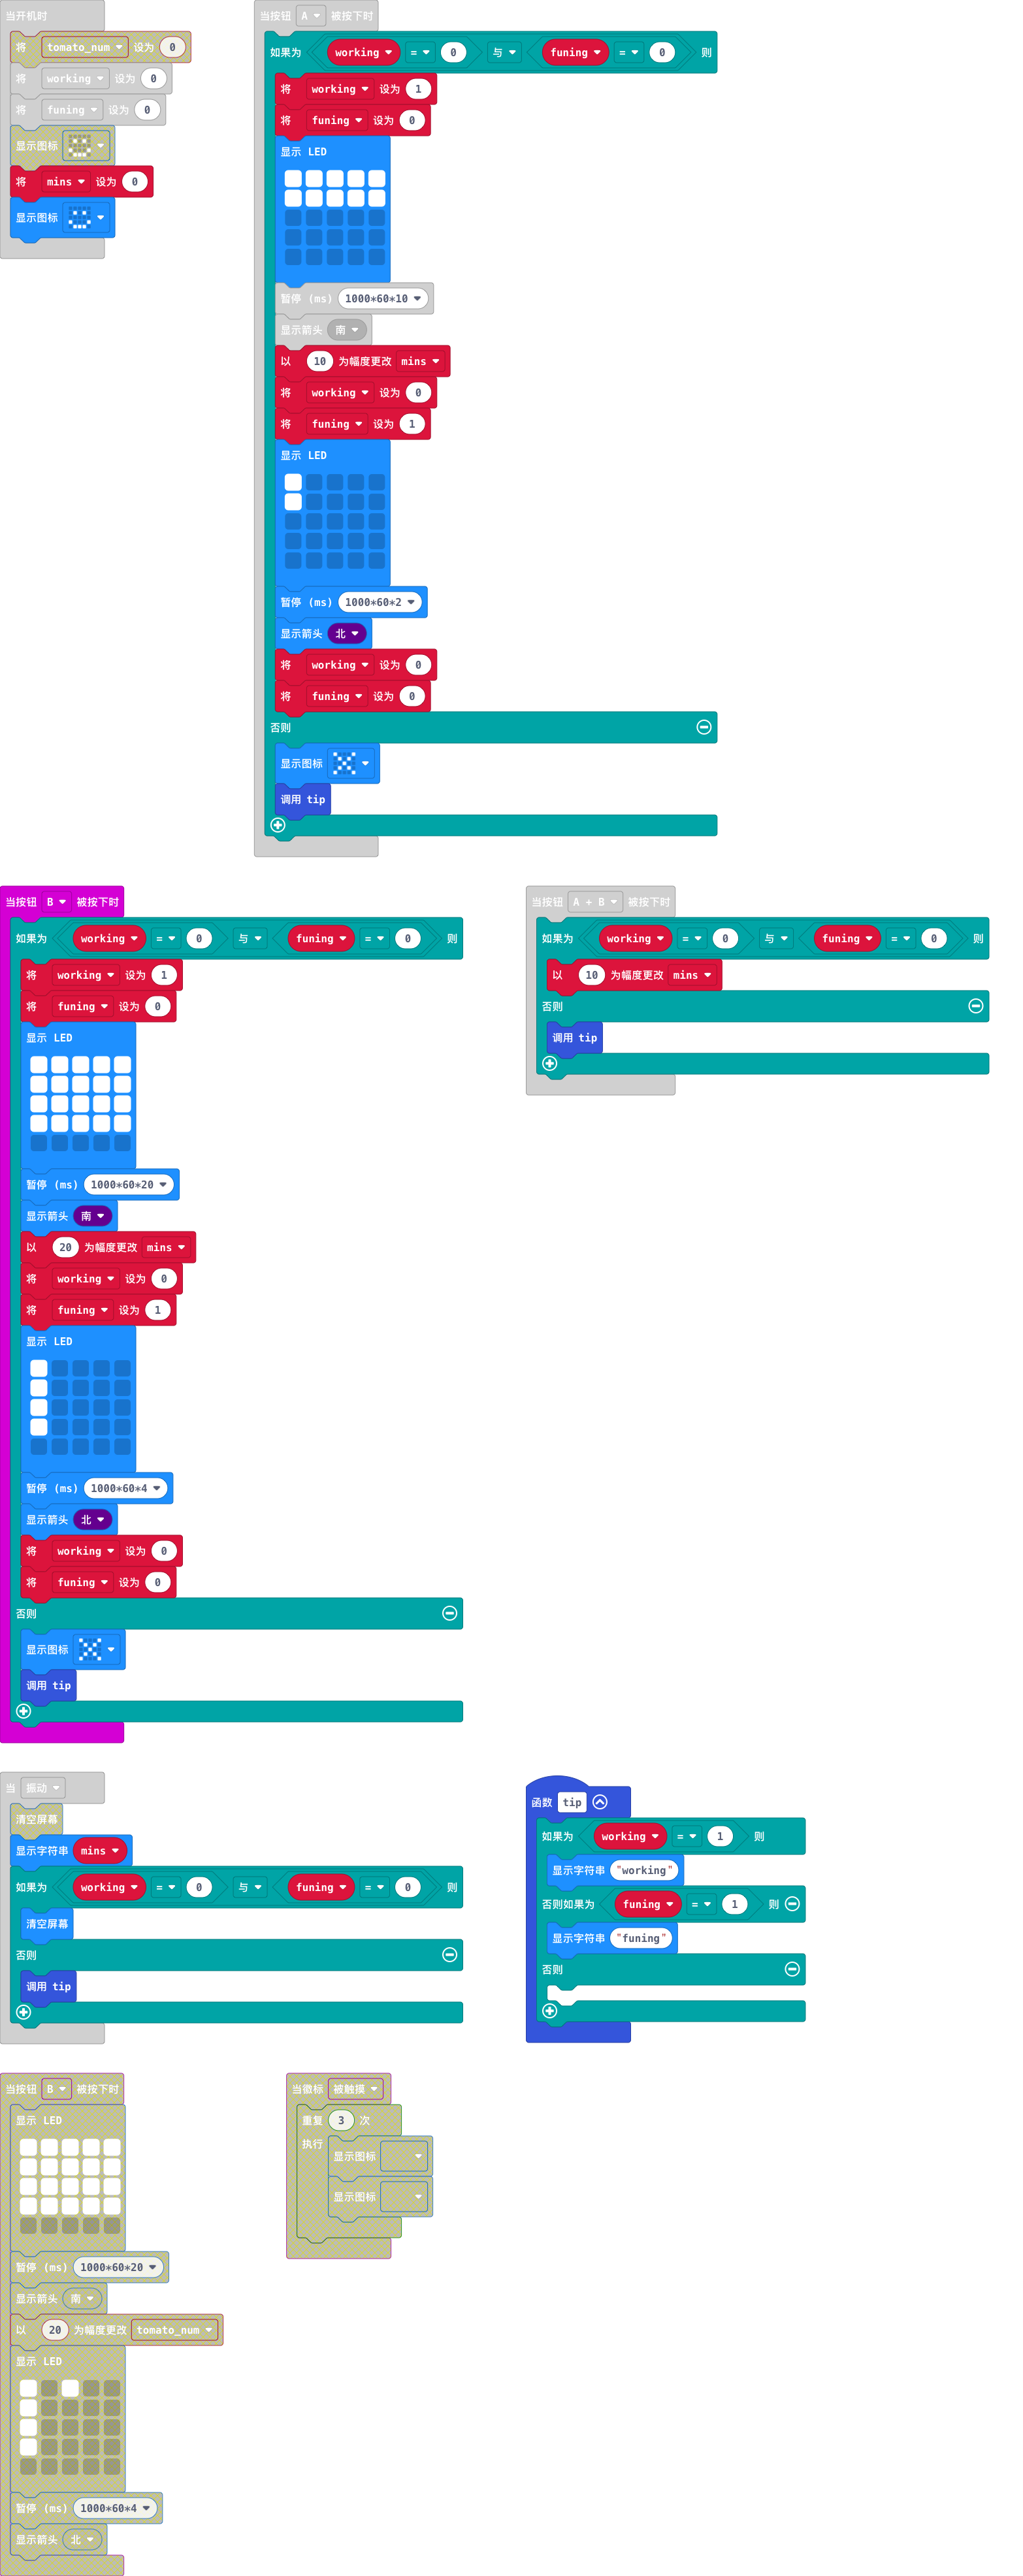 当开机时
将 tomato_num 设为 0
将 working 设为 0
将 funing 设为 0
显示图标
将 mins 设为 0
显示图标
当按钮 A 被按下时
如果为 working = 0 与 funing = 0 则
将 working 设为 1
将 funing 设为 0
显示 LED
暂停 (ms) 1000*60*10
显示箭头 南
以 10 为幅度更改 mins
将 working 设为 0
将 funing 设为 1
显示 LED
暂停 (ms) 1000*60*2
显示箭头 北
将 working 设为 0
将 funing 设为 0
否则
显示图标
调用 tip
当按钮 B 被按下时
如果为 working = 0 与 funing = 0 则
将 working 设为 1
将 funing 设为 0
显示 LED
暂停 (ms) 1000*60*20
显示箭头 南
以 20 为幅度更改 mins
将 working 设为 0
将 funing 设为 1
显示 LED
暂停 (ms) 1000*60*4
显示箭头 北
将 working 设为 0
将 funing 设为 0
否则
显示图标
调用 tip
当按钮 A + B 被按下时
如果为 working = 0 与 funing = 0 则
以 10 为幅度更改 mins
否则
调用 tip
当 振动
清空屏幕
显示字符串 mins
如果为 working = 0 与 funing = 0 则
清空屏幕
否则
调用 tip
函数 tip
如果为 working = 1 则
显示字符串 "working"
否则如果为 funing = 1 则
显示字符串 "funing"
否则
当按钮 B 被按下时
显示 LED
暂停 (ms) 1000*60*20
显示箭头 南
以 20 为幅度更改 tomato_num
显示 LED
暂停 (ms) 1000*60*4
显示箭头 北
当徽标 被触摸
重复 3 次
执行
显示图标
显示图标